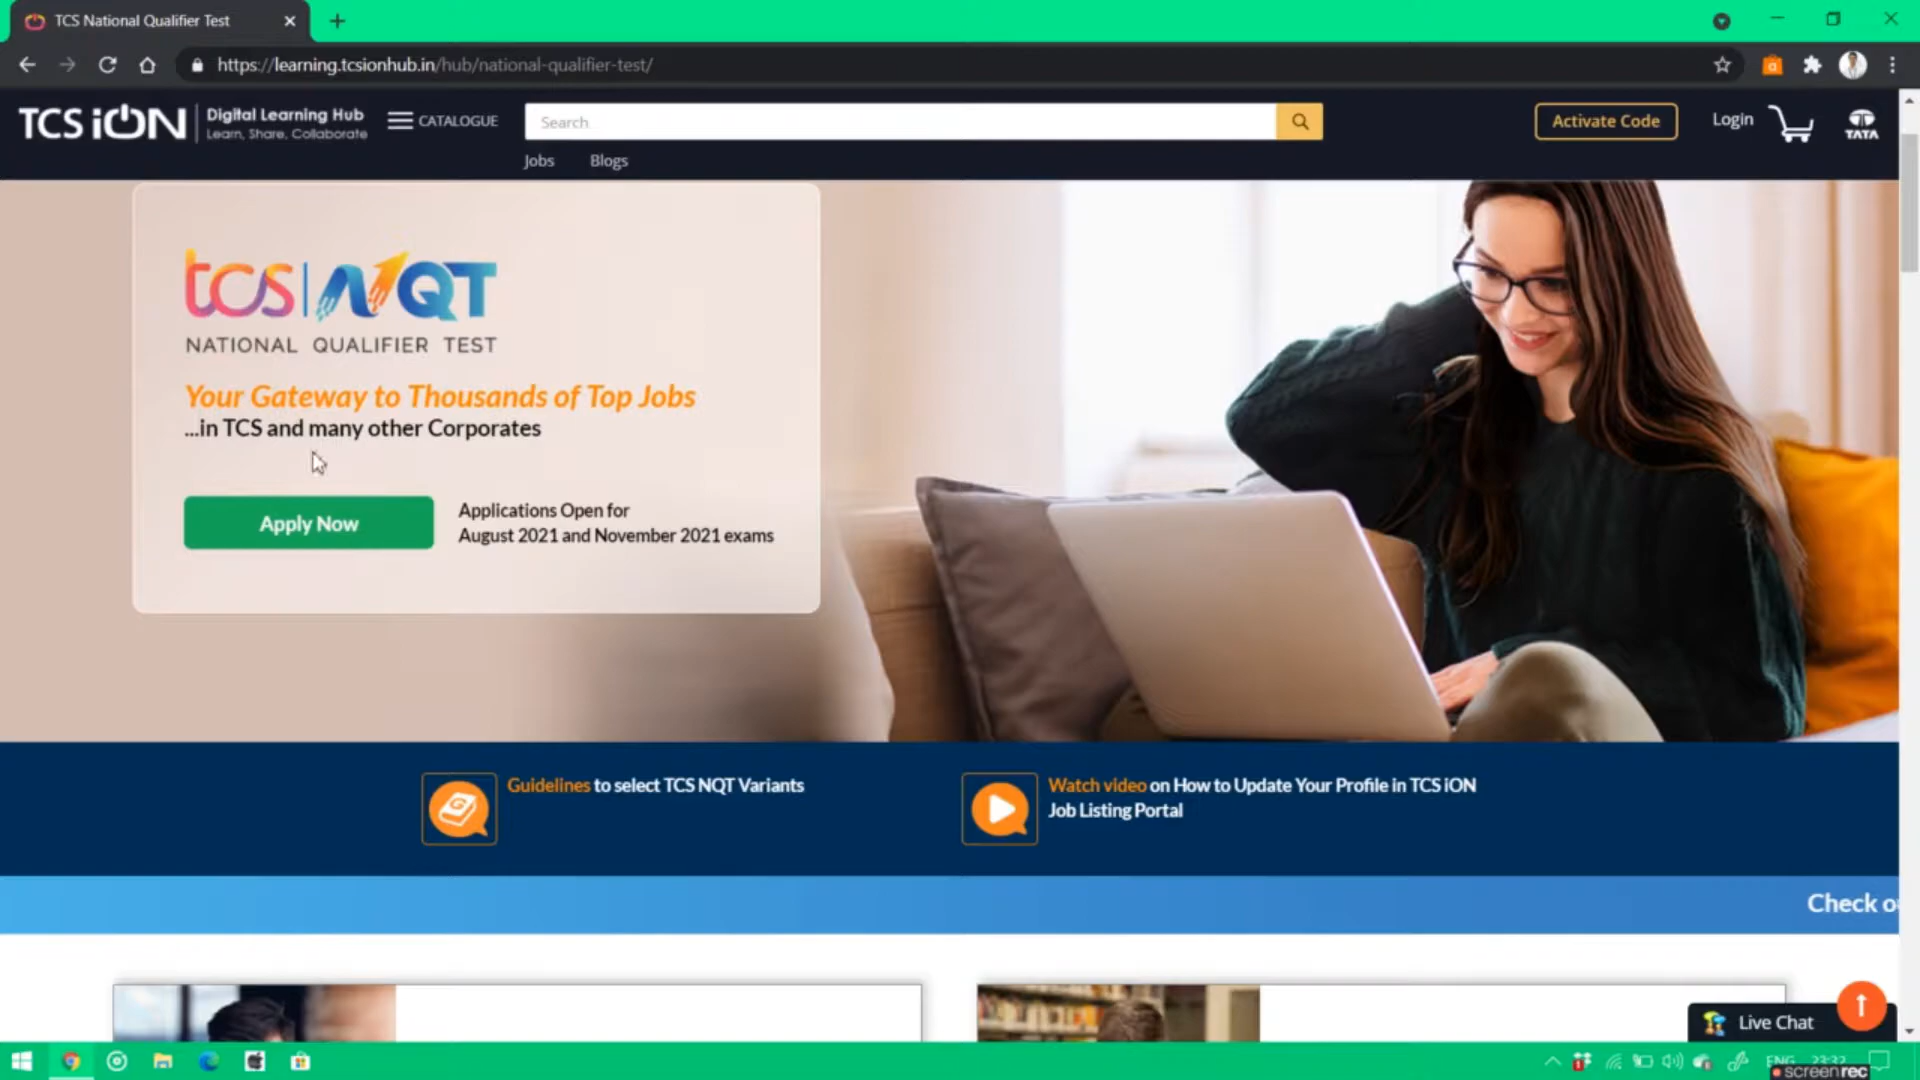 TCS National Qualifier Test
https://learning.tcsionhub.in/hub/national-qualifier-test/
TCS iON
Digital Learning Hub
Learn, Share, Collaborate
CATALOGUE
Search
Activate Code
Login
TATA
Jobs
Blogs
tcs NQT
NATIONAL QUALIFIER TEST
Your Gateway to Thousands of Top Jobs
...in TCS and many other Corporates
Apply Now
Applications Open for
August 2021 and November 2021 exams
Guidelines to select TCS NQT Variants
Watch video on How to Update Your Profile in TCS iON
Job Listing Portal
Check o
Live Chat
ENG
23:32
screenrec